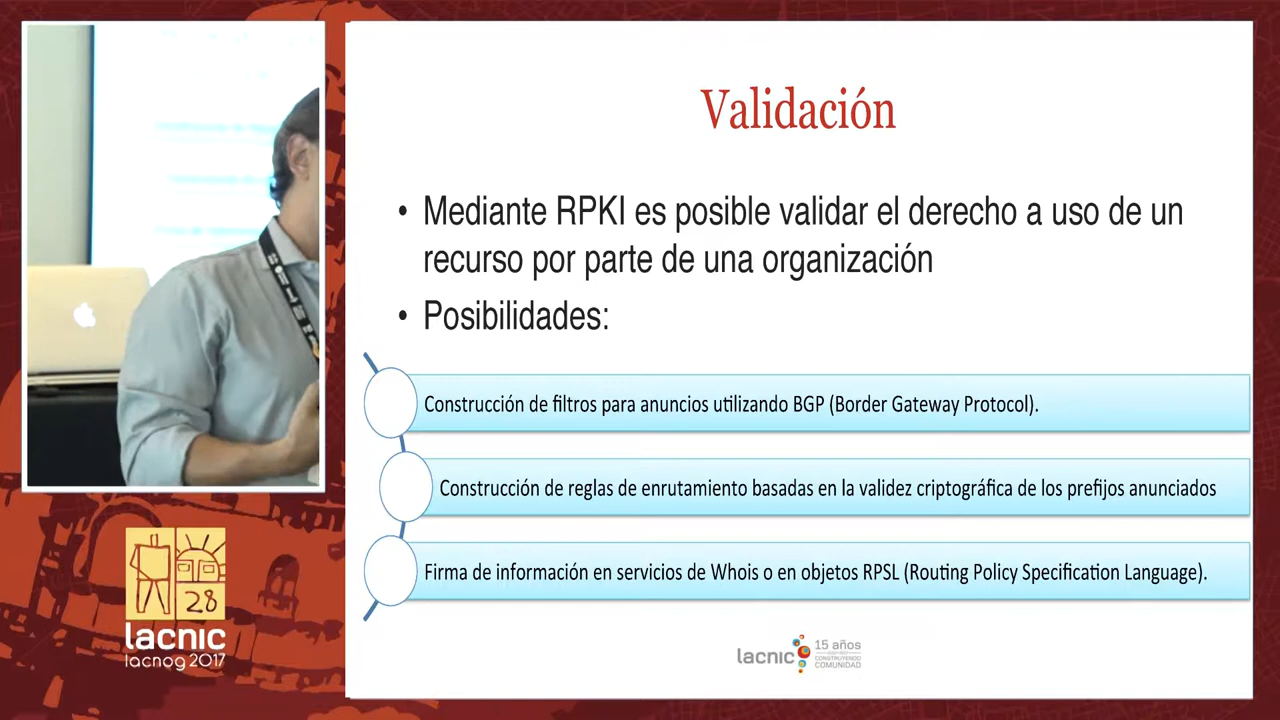 Validación
• Mediante RPKI es posible validar el derecho a uso de un
recurso por parte de una organización
• Posibilidades:
Construcción de filtros para anuncios utilizando BGP (Border Gateway Protocol).
Construcción de reglas de enrutamiento basadas en la validez criptográfica de los prefijos anunciados
Firma de información en servicios de Whois o en objetos RPSL (Routing Policy Specification Language).
lacnic 15 años
CONSTRUYENDO
COMUNIDAD
28
lacnic
lacnog 2017